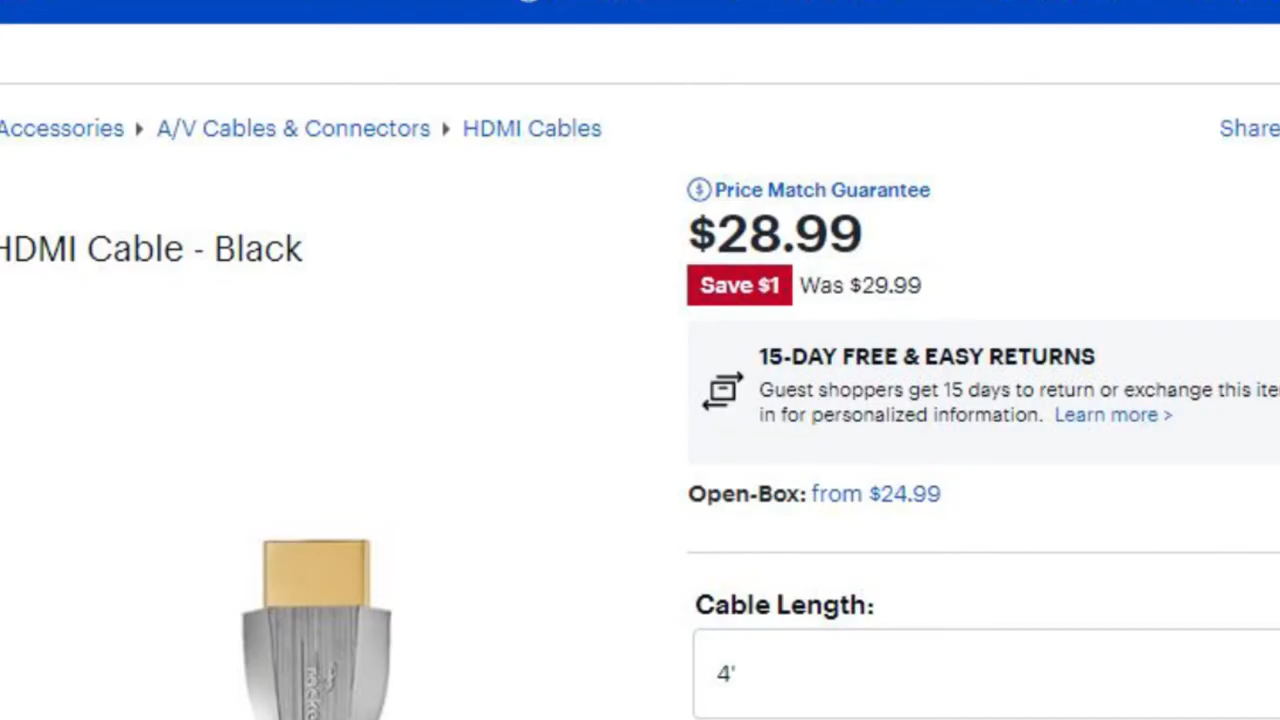 Accessories A/V Cables & Connectors HDMI Cables
Share
Price Match Guarantee
$28.99
HDMI Cable - Black
Save $1 Was $29.99
15-DAY FREE & EASY RETURNS
Guest shoppers get 15 days to return or exchange this
in for personalized information. Learn more >
Open-Box: from $24.99
Cable Length:
4'